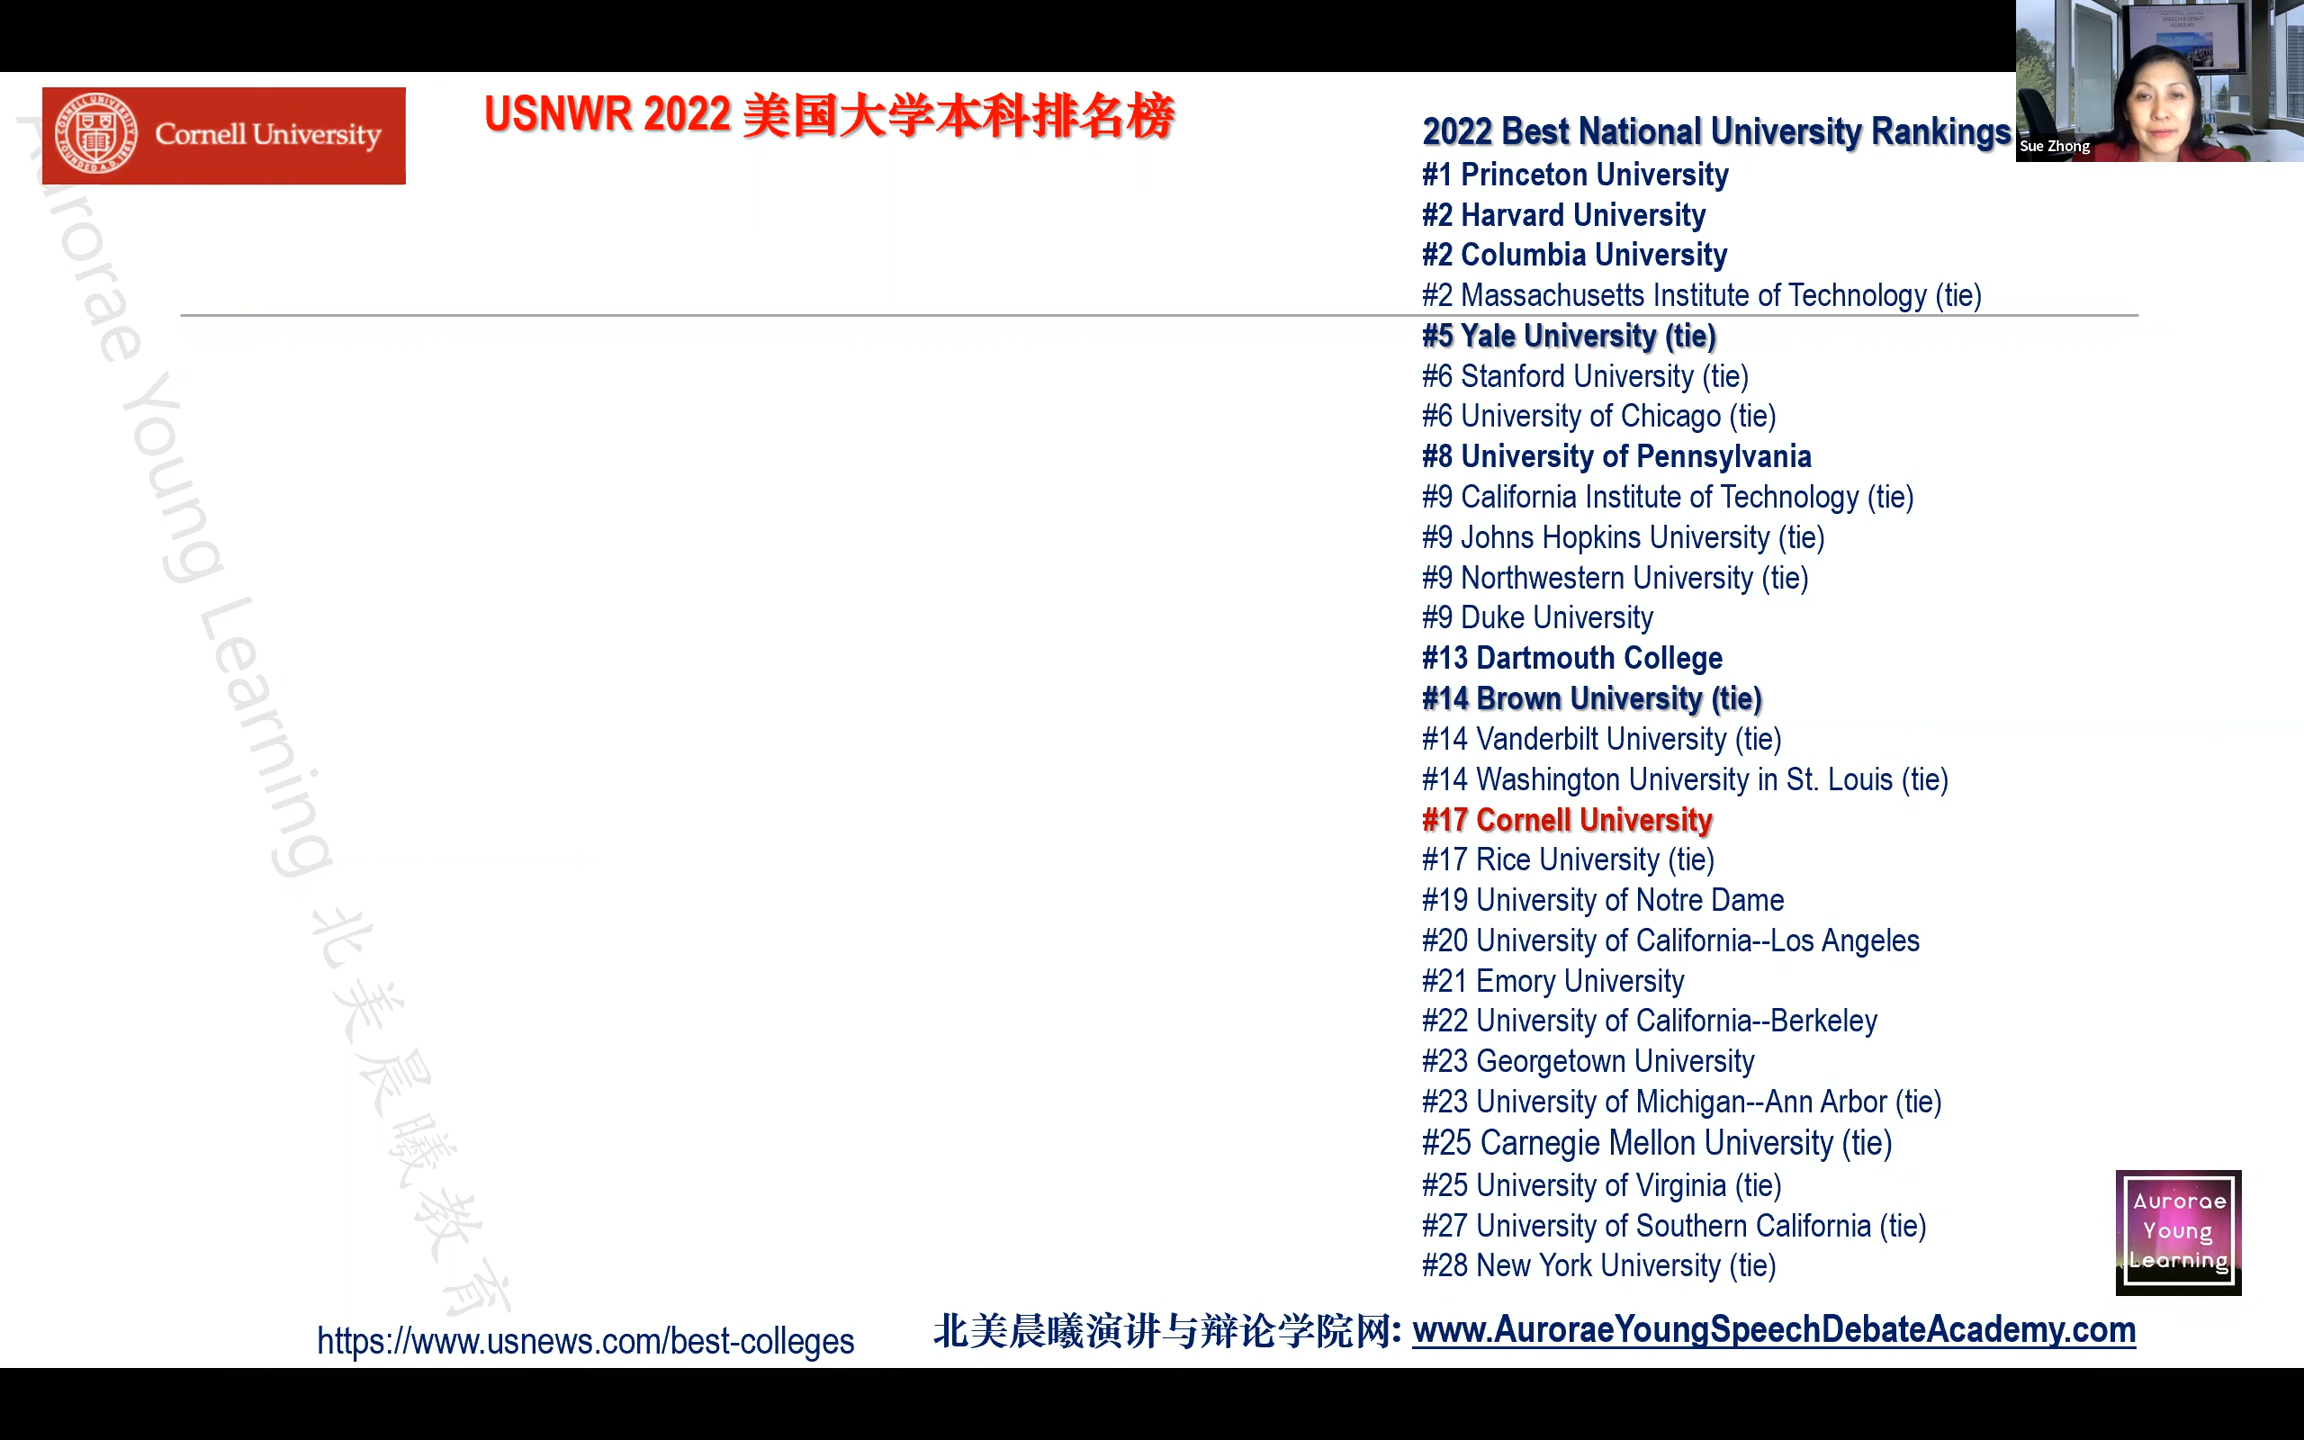 Cornell University
USNWR 2022 美国大学本科排名榜
Sue Zhong
2022 Best National University Rankings
#1 Princeton University
#2 Harvard University
#2 Columbia University
#2 Massachusetts Institute of Technology (tie)
#5 Yale University (tie)
#6 Stanford University (tie)
#6 University of Chicago (tie)
#8 University of Pennsylvania
#9 California Institute of Technology (tie)
#9 Johns Hopkins University (tie)
#9 Northwestern University (tie)
#9 Duke University
#13 Dartmouth College
#14 Brown University (tie)
#14 Vanderbilt University (tie)
#14 Washington University in St. Louis (tie)
#17 Cornell University
#17 Rice University (tie)
#19 University of Notre Dame
#20 University of California--Los Angeles
#21 Emory University
#22 University of California--Berkeley
#23 Georgetown University
#23 University of Michigan--Ann Arbor (tie)
#25 Carnegie Mellon University (tie)
#25 University of Virginia (tie)
#27 University of Southern California (tie)
#28 New York University (tie)
Aurorae Young Learning 北美晨曦教育
Aurorae
Young
Learning
https://www.usnews.com/best-colleges
北美晨曦演讲与辩论学院网: www.AuroraeYoungSpeechDebateAcademy.com